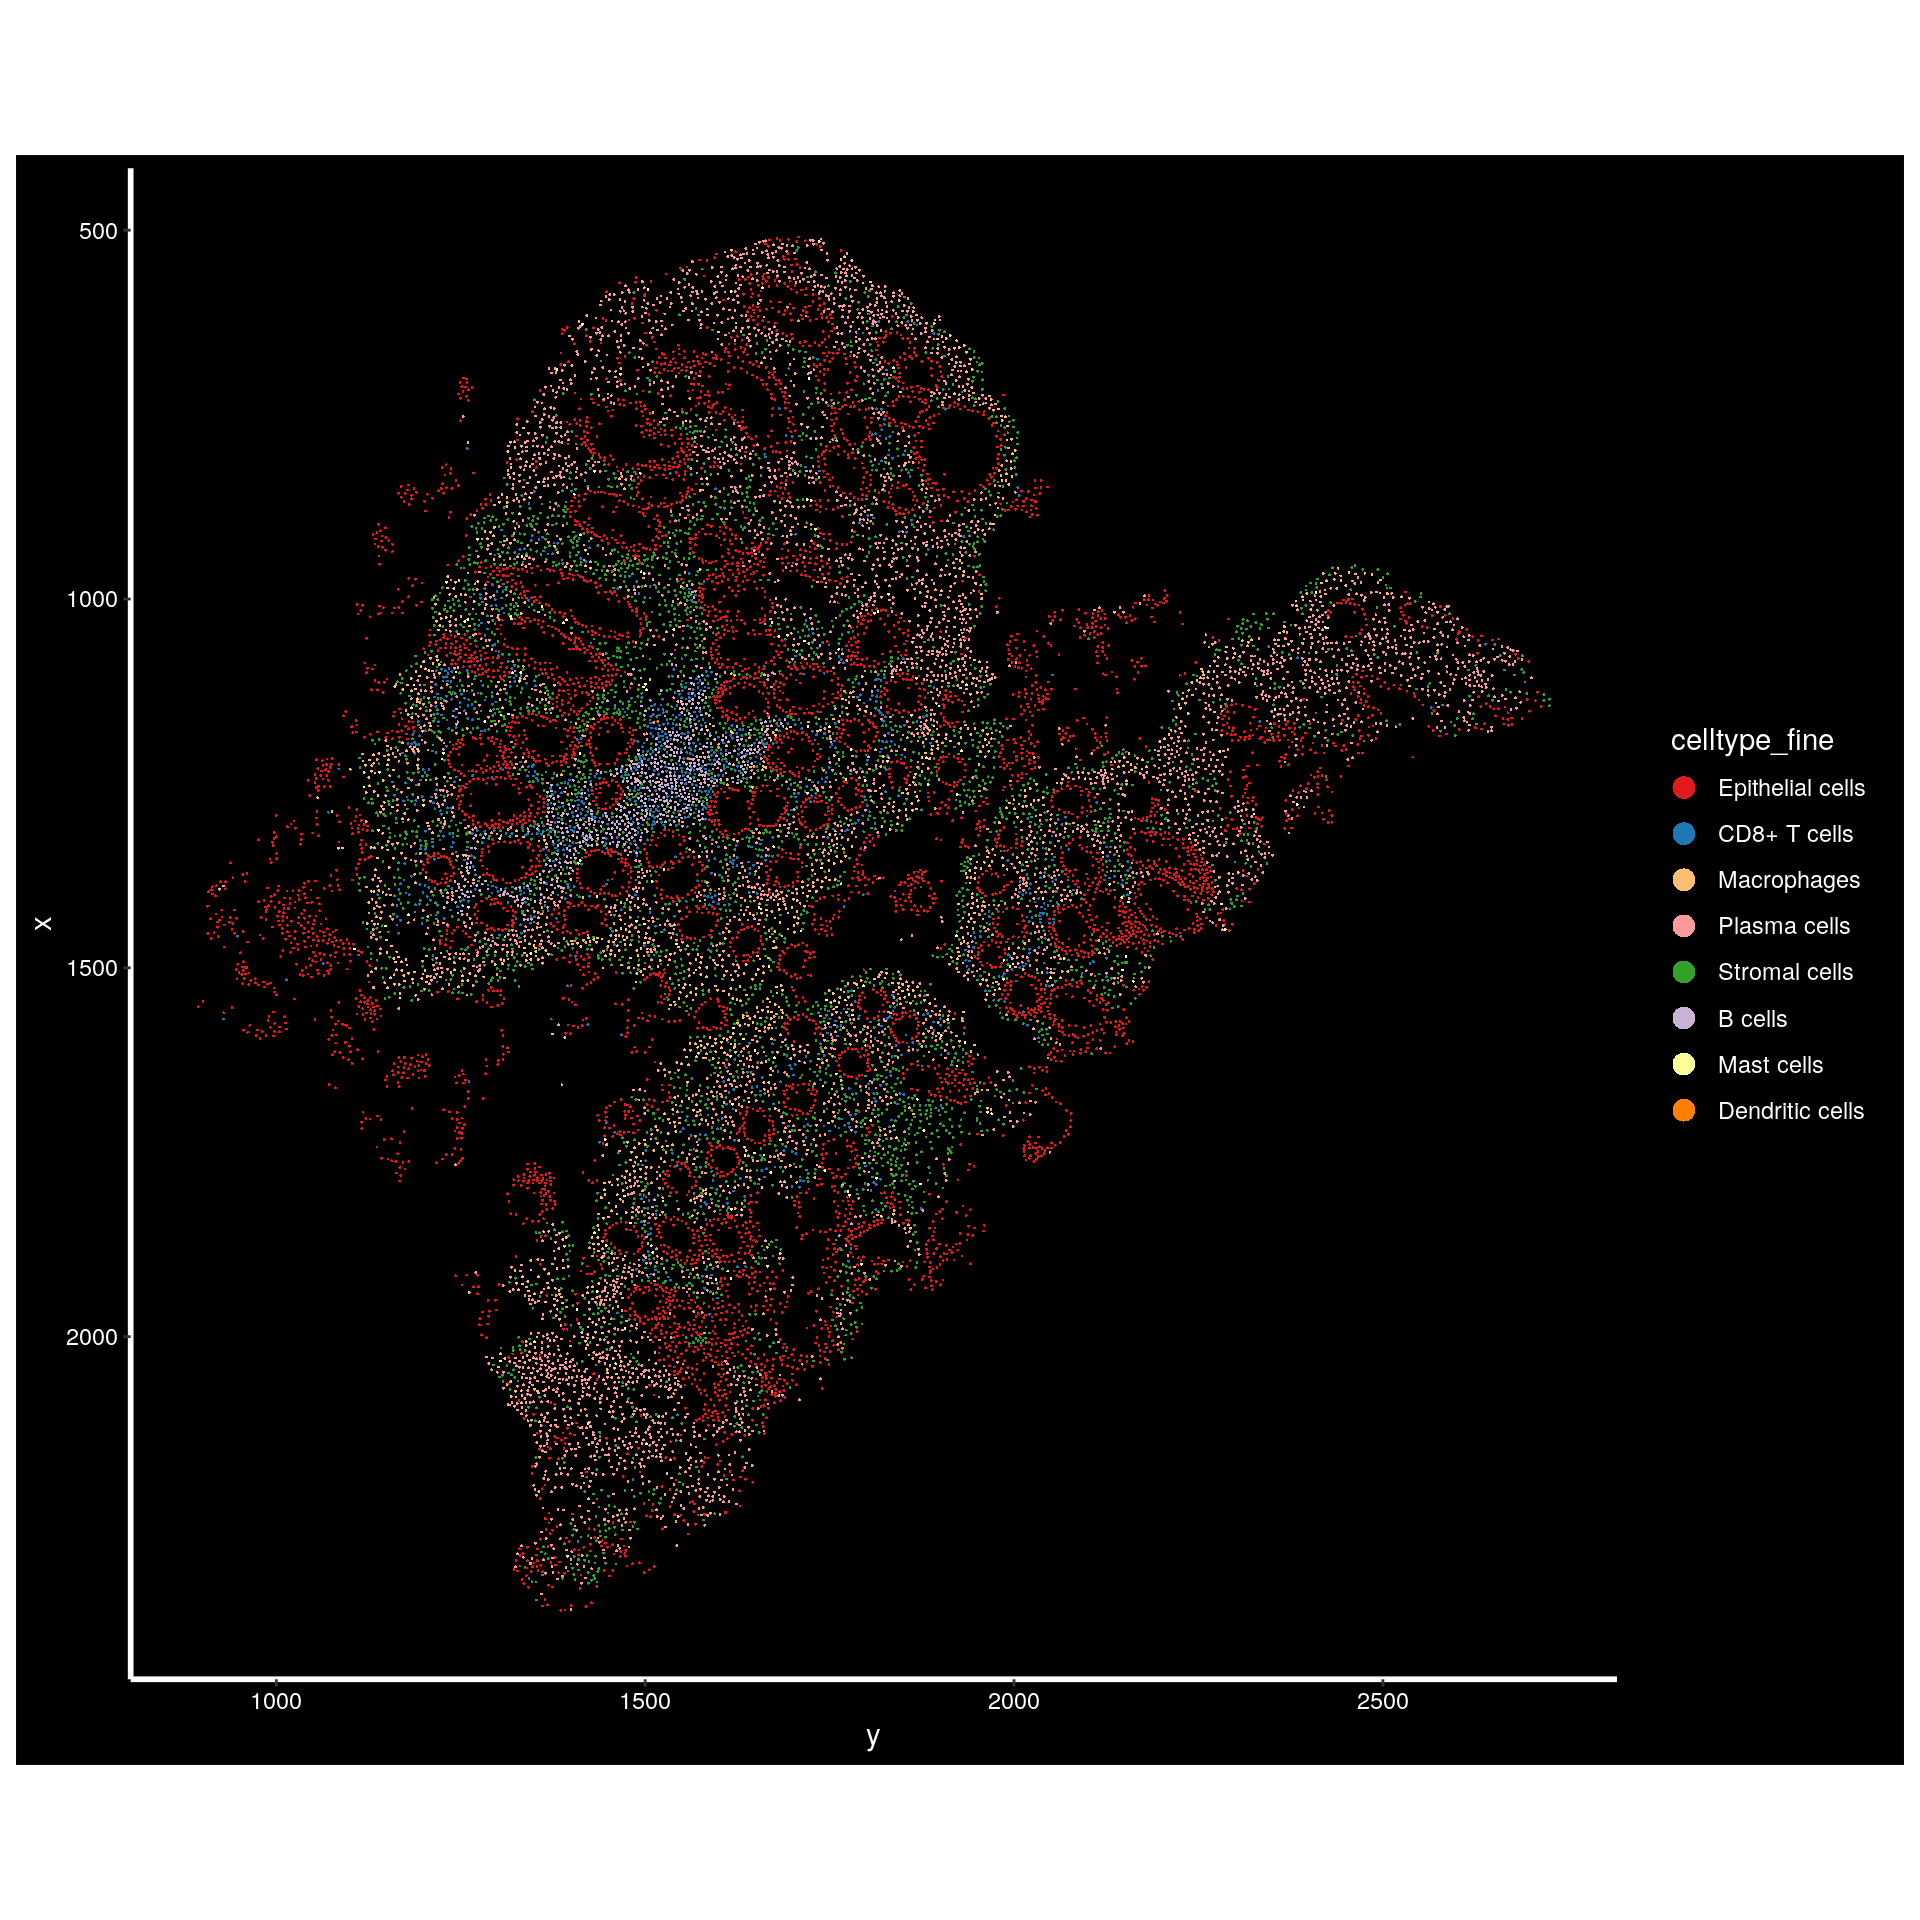 500
1000
1500
2000
x
1000
1500
2000
2500
y
celltype_fine
Epithelial cells
CD8+ T cells
Macrophages
Plasma cells
Stromal cells
B cells
Mast cells
Dendritic cells